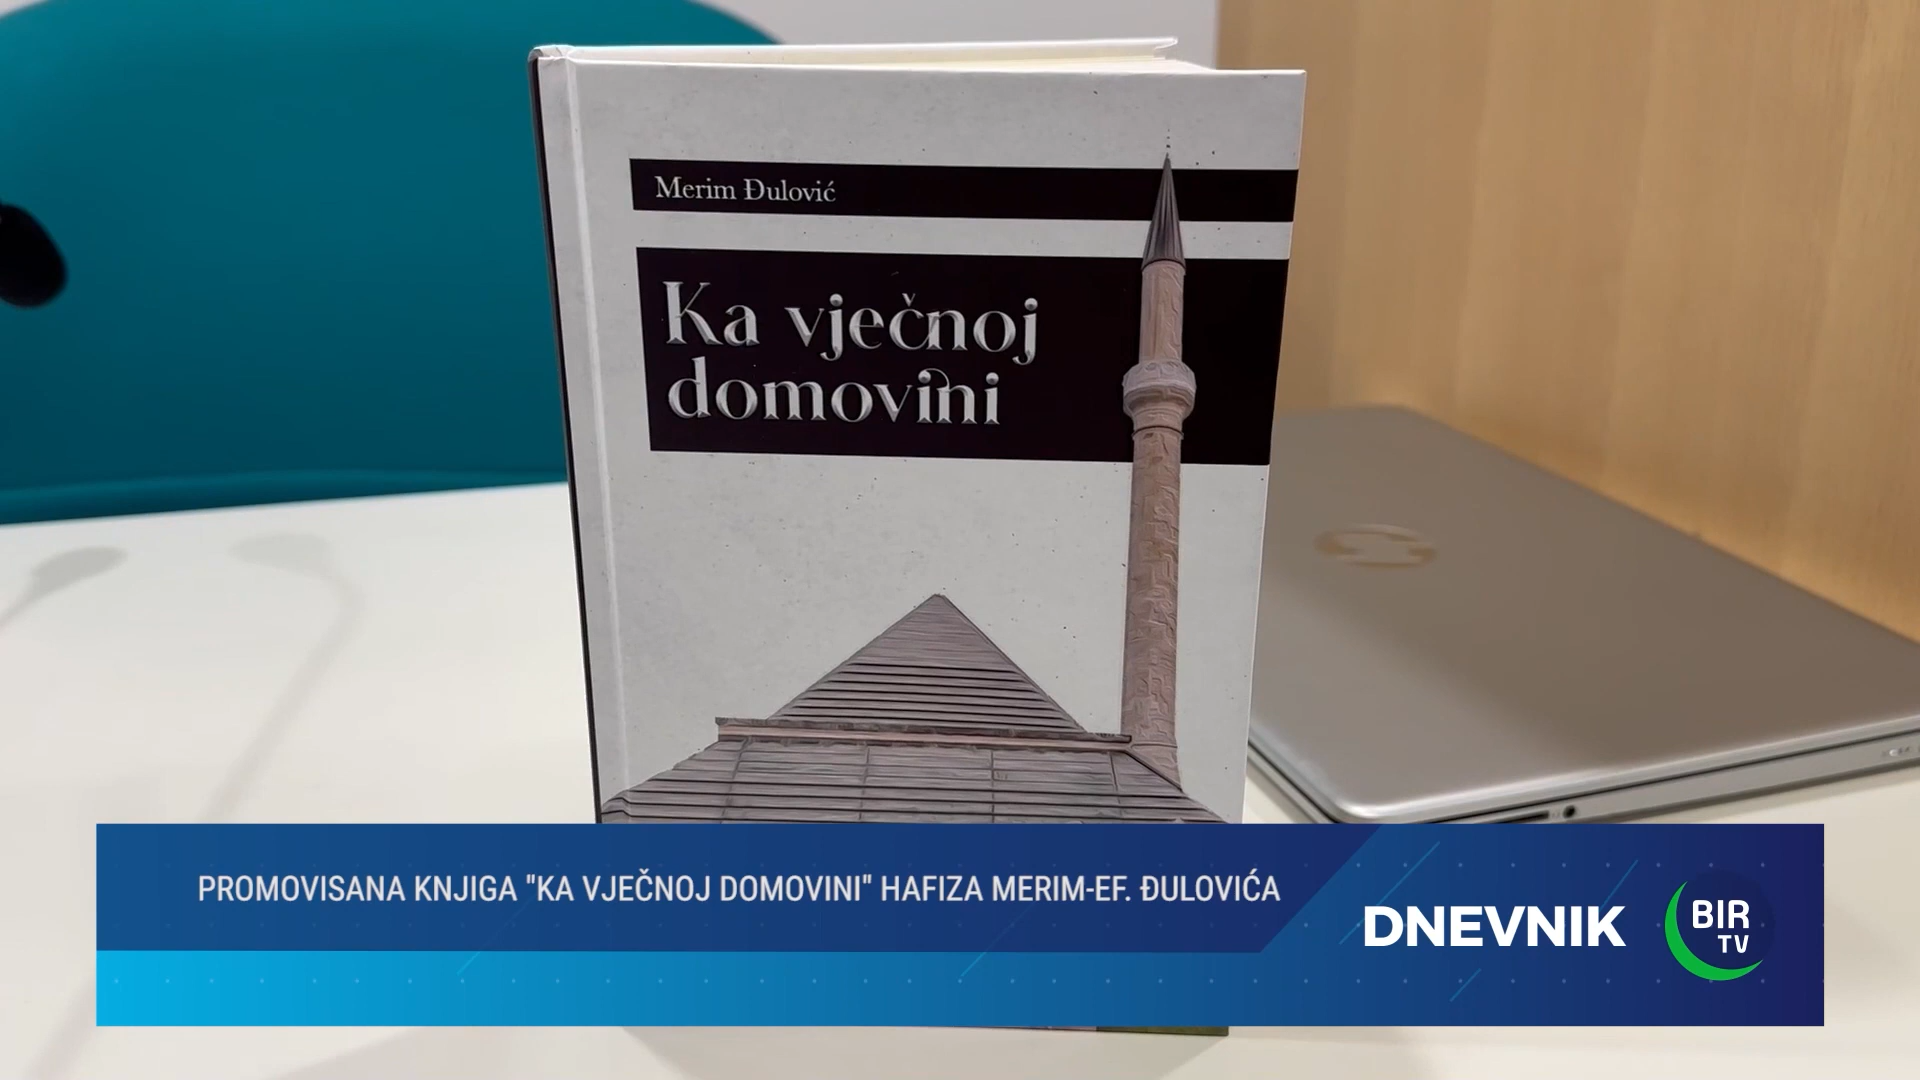 Merim Đulović
Ka vječnoj
domovini
PROMOVISANA KNJIGA "KA VJEČNOJ DOMOVINI" HAFIZA MERIM-EF. ĐULOVIĆA
DNEVNIK
BIR
TV